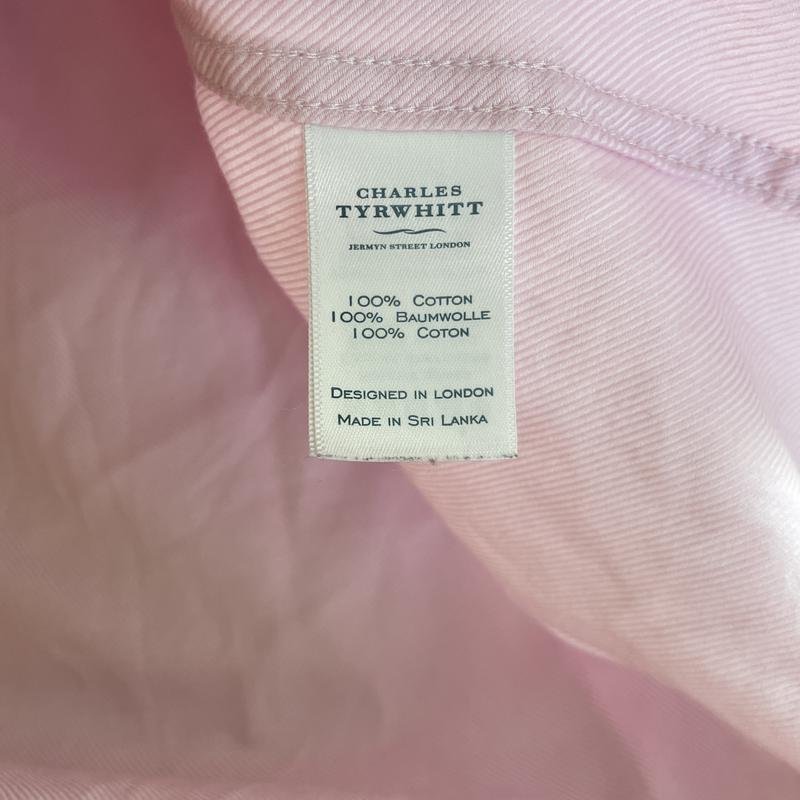 CHARLES
TYRWHITT
JERMYN STREET LONDON
100% COTTON
100% BAUMWOLLE
100% COTON
DESIGNED IN LONDON
MADE IN SRI LANKA